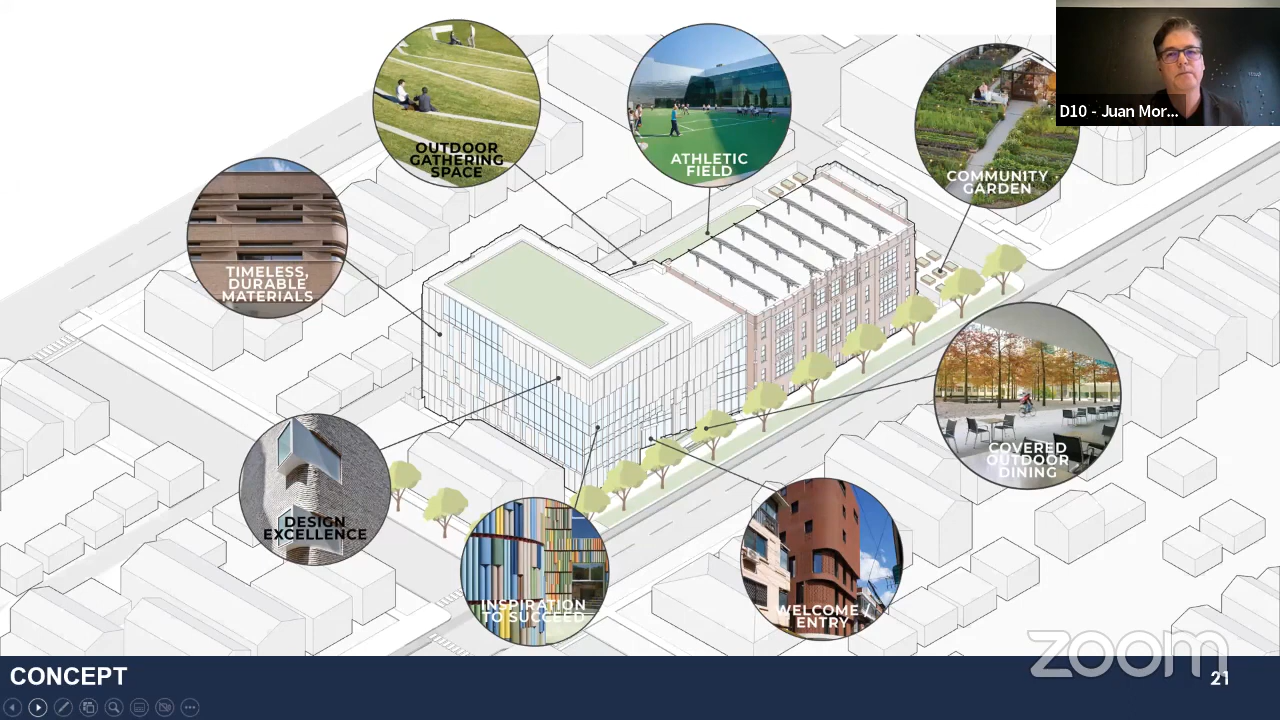 D10 - Juan Mor...
OUTDOOR
GATHERING
SPACE
ATHLETIC
FIELD
COMMUNITY
GARDEN
TIMELESS,
DURABLE
MATERIALS
COVERED
OUTDOOR
DINING
DESIGN
EXCELLENCE
INSPIRATION
TO SUCCEED
WELCOME /
ENTRY
zoom
CONCEPT
21